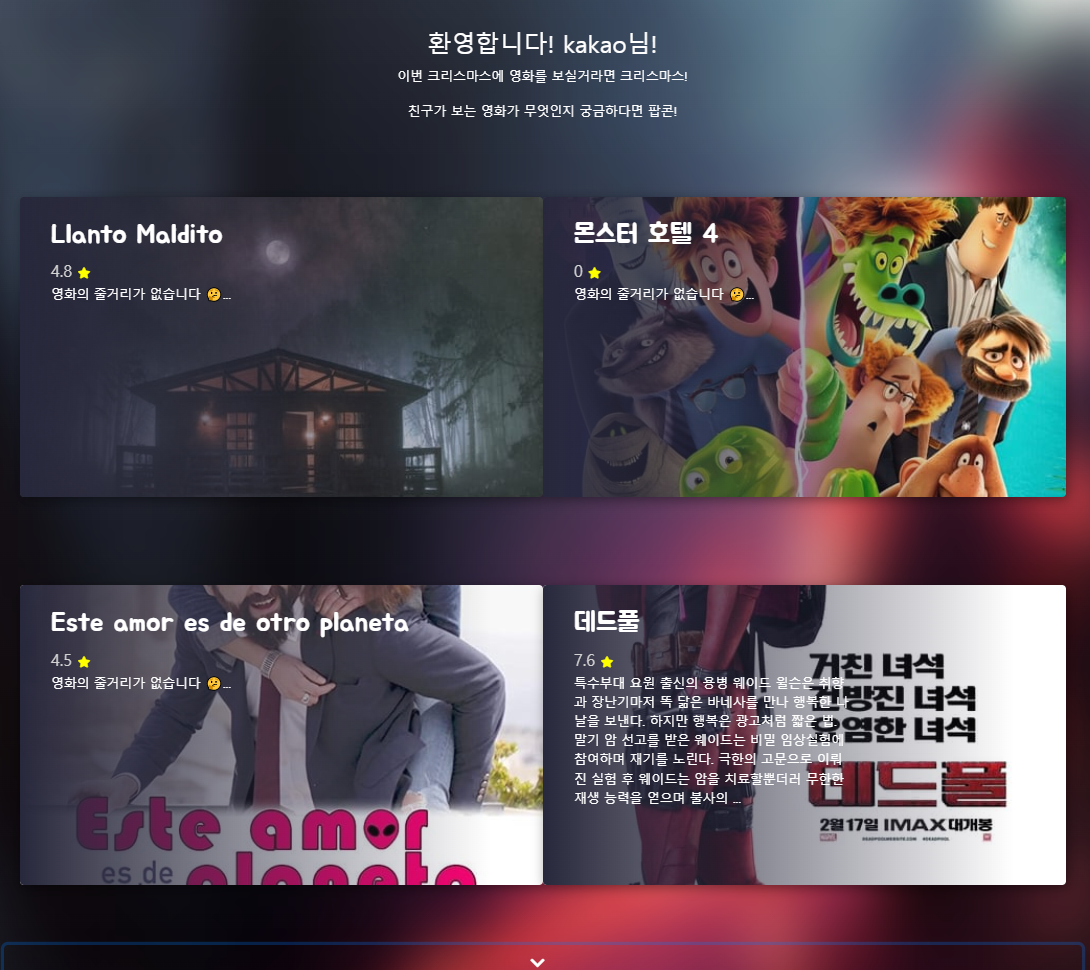 환영합니다! kakao님!
이번 크리스마스에 영화를 보실거라면 크리스마스!
친구가 보는 영화가 무엇인지 궁금하다면 팝콘!
Llanto Maldito
4.8
영화의 줄거리가 없습니다 🤔...
몬스터 호텔 4
0
영화의 줄거리가 없습니다 🤔...
Este amor es de otro planeta
4.5
영화의 줄거리가 없습니다 🤔...
Este amor
es de planeta
데드풀
7.6
특수부대 요원 출신의 용병 웨이드 윌슨은 취향
과 장난기마저 똑 닮은 바네사를 만나 행복한 나
날을 보낸다. 하지만 행복은 광고처럼 짧은 법.
말기 암 선고를 받은 웨이드는 비밀 임상실험에
참여하며 재기를 노린다. 극한의 고문으로 이뤄
진 실험 후 웨이드는 암을 치료할뿐더러 무한한
재생 능력을 얻으며 불사의 ...
거친 녀석
방진 녀석
염한 녀석
데드풀
2월17일 IMAX 대개봉